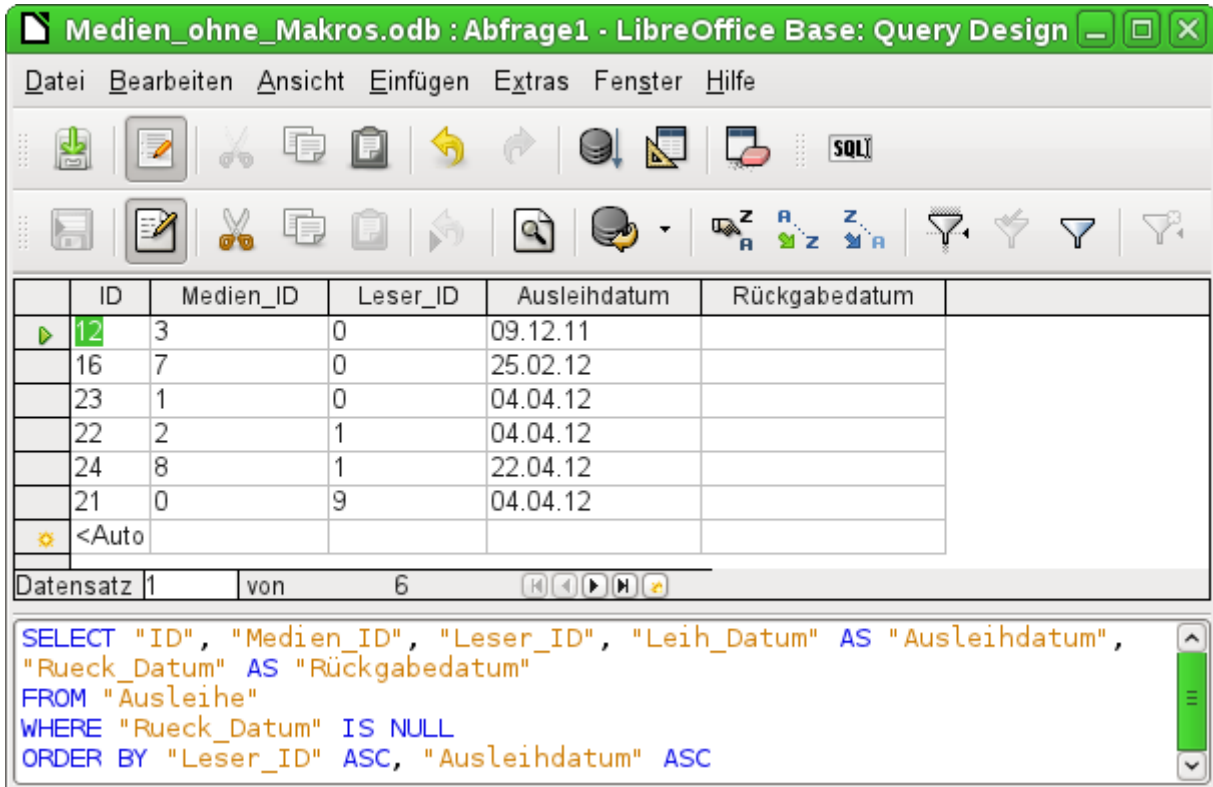 Medien_ohne_Makros.odb : Abfrage1 - LibreOffice Base: Query Design
Datei Bearbeiten Ansicht Einfügen Extras Fenster Hilfe
SQL
Z A A Z Z A
ID Medien_ID Leser_ID Ausleihdatum Rückgabedatum
12 3 0 09.12.11
16 7 0 25.02.12
23 1 0 04.04.12
22 2 1 04.04.12
24 8 1 22.04.12
21 0 9 04.04.12
<Auto
Datensatz 1 von 6
SELECT "ID", "Medien_ID", "Leser_ID", "Leih_Datum" AS "Ausleihdatum",
"Rueck_Datum" AS "Rückgabedatum"
FROM "Ausleihe"
WHERE "Rueck_Datum" IS NULL
ORDER BY "Leser_ID" ASC, "Ausleihdatum" ASC